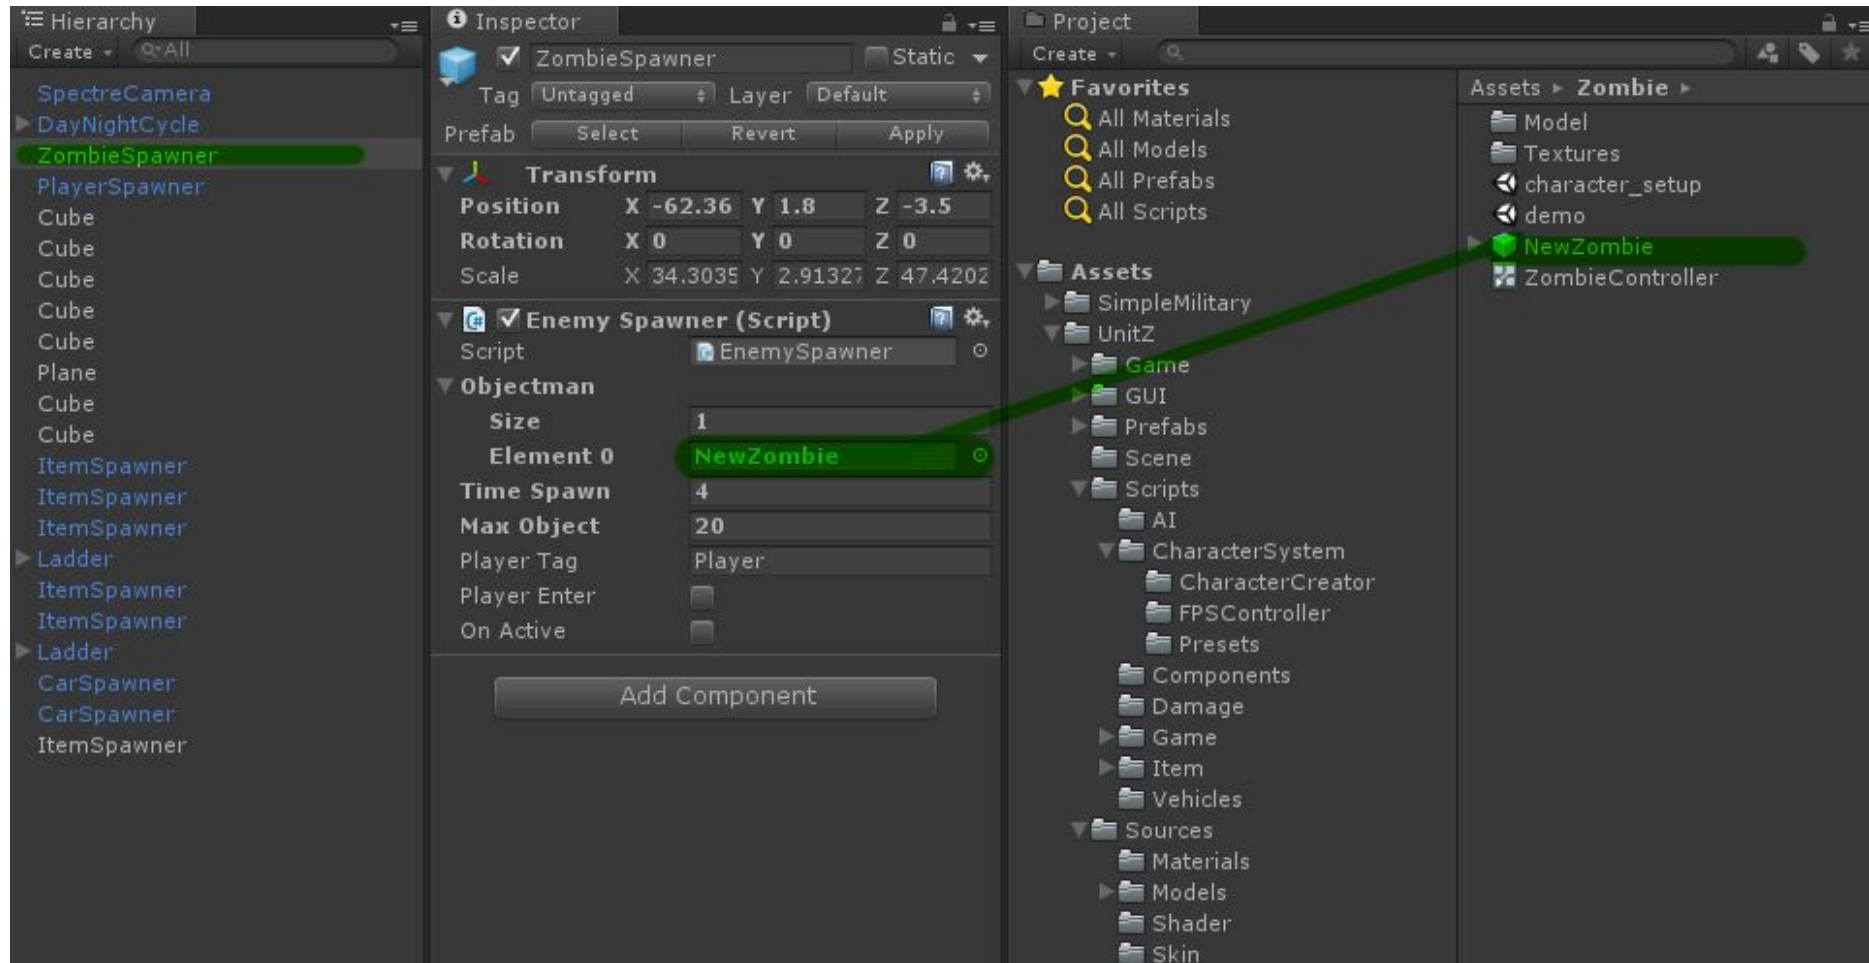 Hierarchy
Create All
SpectreCamera
DayNightCycle
ZombieSpawner
PlayerSpawner
Cube
Cube
Cube
Cube
Cube
Plane
Cube
Cube
ItemSpawner
ItemSpawner
ItemSpawner
Ladder
ItemSpawner
ItemSpawner
Ladder
CarSpawner
CarSpawner
ItemSpawner
Inspector
ZombieSpawner Static
Tag Untagged Layer Default
Prefab Select Revert Apply
Transform
Position X -62.36 Y 1.8 Z -3.5
Rotation X 0 Y 0 Z 0
Scale X 34.3035 Y 2.91327 Z 47.4202
Enemy Spawner (Script)
Script EnemySpawner
Objectman
Size 1
Element 0 NewZombie
Time Spawn 4
Max Object 20
Player Tag Player
Player Enter
On Active
Add Component
Project
Create
Favorites
All Materials
All Models
All Prefabs
All Scripts
Assets
SimpleMilitary
UnitZ
Game
GUI
Prefabs
Scene
Scripts
AI
CharacterSystem
CharacterCreator
FPSController
Presets
Components
Damage
Game
Item
Vehicles
Sources
Materials
Models
Shader
Skin
Assets Zombie
Model
Textures
character_setup
demo
NewZombie
ZombieController